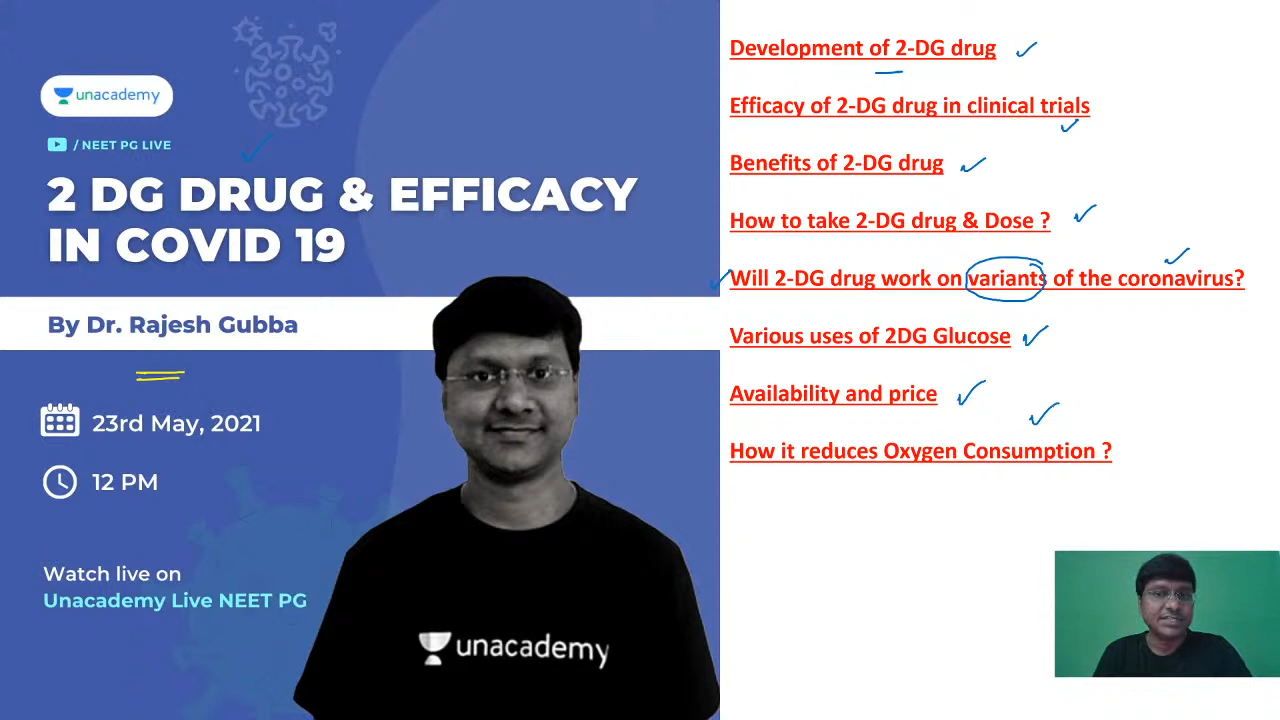 unacademy
/ NEET PG LIVE
2 DG DRUG & EFFICACY
IN COVID 19
By Dr. Rajesh Gubba
23rd May, 2021
12 PM
Watch live on
Unacademy Live NEET PG
unacademy
Development of 2-DG drug
Efficacy of 2-DG drug in clinical trials
Benefits of 2-DG drug
How to take 2-DG drug & Dose ?
Will 2-DG drug work on variants of the coronavirus?
Various uses of 2DG Glucose
Availability and price
How it reduces Oxygen Consumption ?